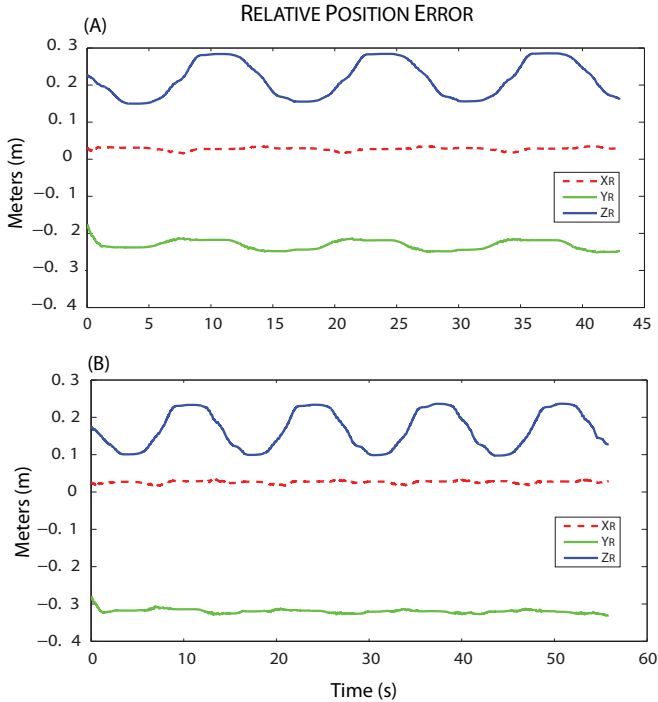 RELATIVE POSITION ERROR
(A)
0. 3
0. 2
0. 1
0
−0. 1
−0. 2
−0. 3
−0. 4
Meters (m)
XR
YR
ZR
0 5 10 15 20 25 30 35 40 45
(B)
0. 3
0. 2
0. 1
0
−0. 1
−0. 2
−0. 3
−0. 4
Meters (m)
XR
YR
ZR
0 10 20 30 40 50 60
Time (s)